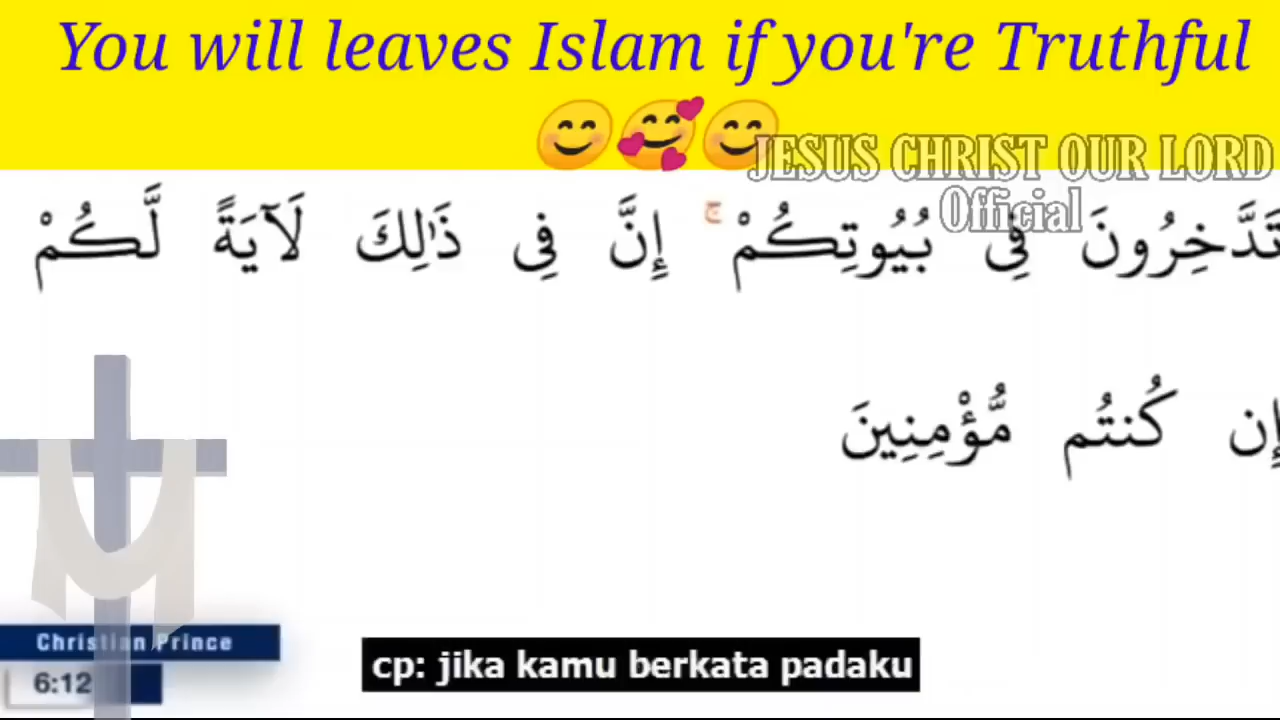 You will leaves Islam if you're Truthful
😊🥰😊
JESUS CHRIST OUR LORD
Official
تَدَّخِرُونَ فِى بُيُوتِكُمْ ۚ إِنَّ فِى ذَٰلِكَ لَآيَةً لَّكُمْ
إِن كُنتُم مُّؤْمِنِينَ
Christian Prince
6:12
cp: jika kamu berkata padaku